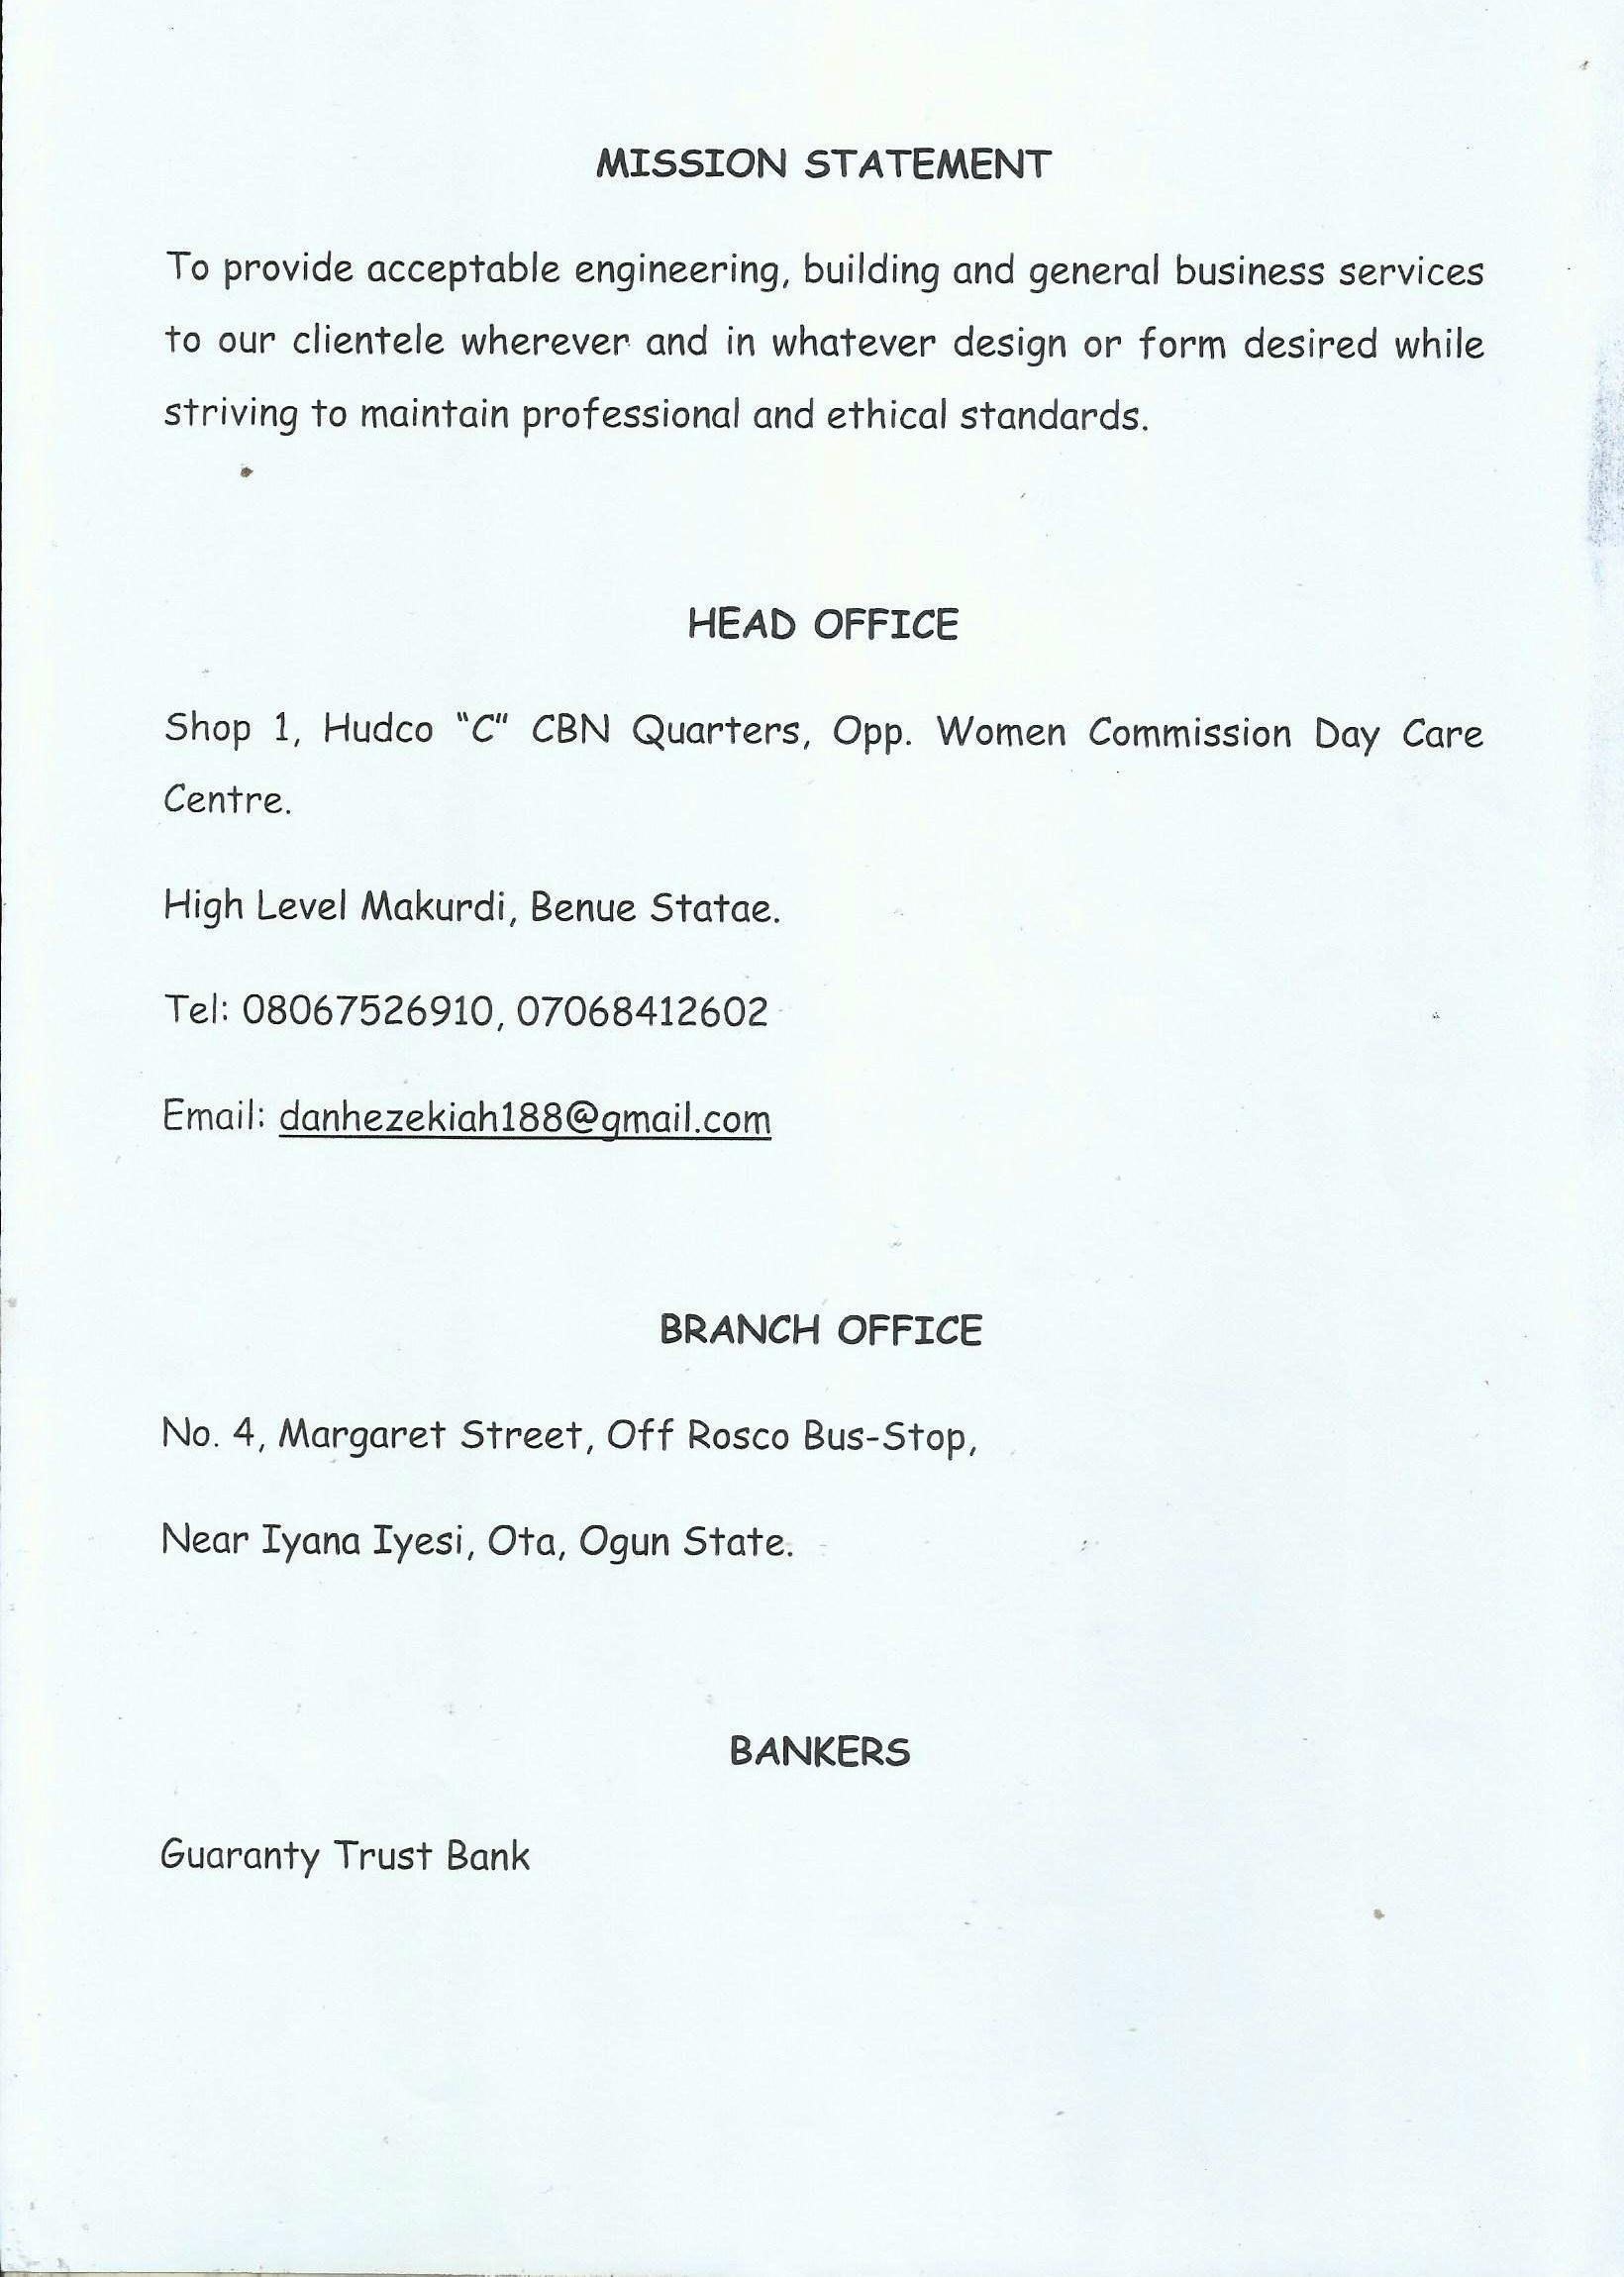 MISSION STATEMENT
To provide acceptable engineering, building and general business services
to our clientele wherever and in whatever design or form desired while
striving to maintain professional and ethical standards.
HEAD OFFICE
Shop 1, Hudco “C” CBN Quarters, Opp. Women Commission Day Care
Centre.
High Level Makurdi, Benue Statae.
Tel: 08067526910, 07068412602
Email: danhezekiah188@gmail.com
BRANCH OFFICE
No. 4, Margaret Street, Off Rosco Bus-Stop,
Near Iyana Iyesi, Ota, Ogun State.
BANKERS
Guaranty Trust Bank